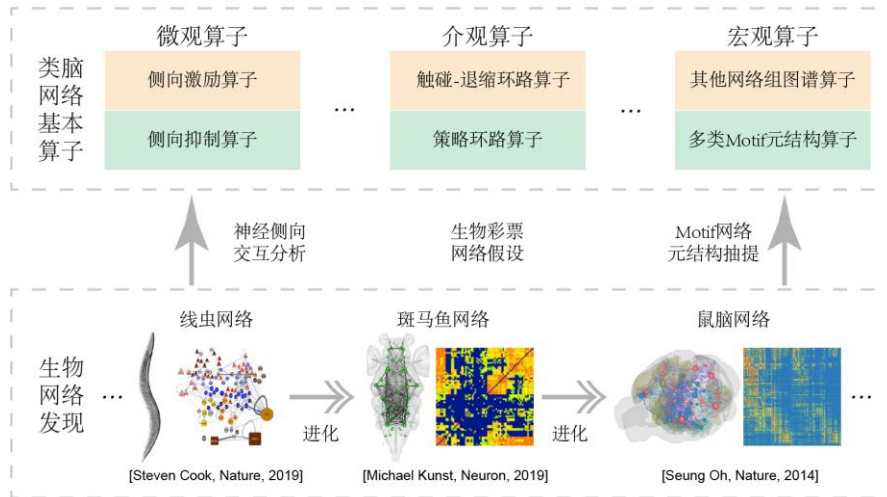 微观算子
介观算子
宏观算子
类脑
网络
基本
算子
侧向激励算子
触碰-退缩环路算子
其他网络组图谱算子
...
...
侧向抑制算子
策略环路算子
多类Motif元结构算子
神经侧向
交互分析
生物彩票
网络假设
Motif网络
元结构抽提
线虫网络
斑马鱼网络
鼠脑网络
生物
网络
发现
...
...
进化
进化
[Steven Cook, Nature, 2019]
[Michael Kunst, Neuron, 2019]
[Seung Oh, Nature, 2014]